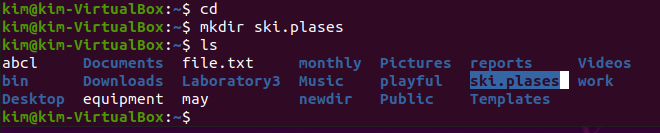 kim@kim-VirtualBox:~$ cd
kim@kim-VirtualBox:~$ mkdir ski.plases
kim@kim-VirtualBox:~$ ls
abcl Documents file.txt monthly Pictures reports Videos
bin Downloads Laboratory3 Music playful ski.plases work
Desktop equipment may newdir Public Templates
kim@kim-VirtualBox:~$